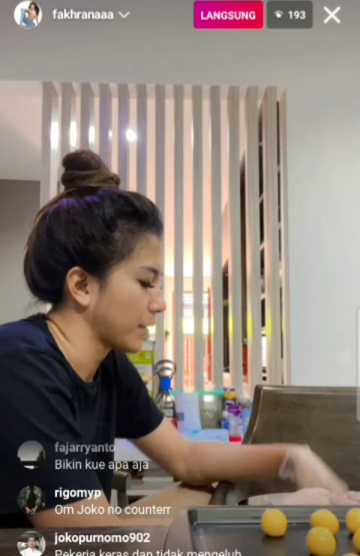 fakhranaaa
LANGSUNG
193
fajarryanto
Bikin kue apa aja
rigomyp
Om Joko no counterr
jokopurnomo902
Pekerja keras dan tidak mengeluh